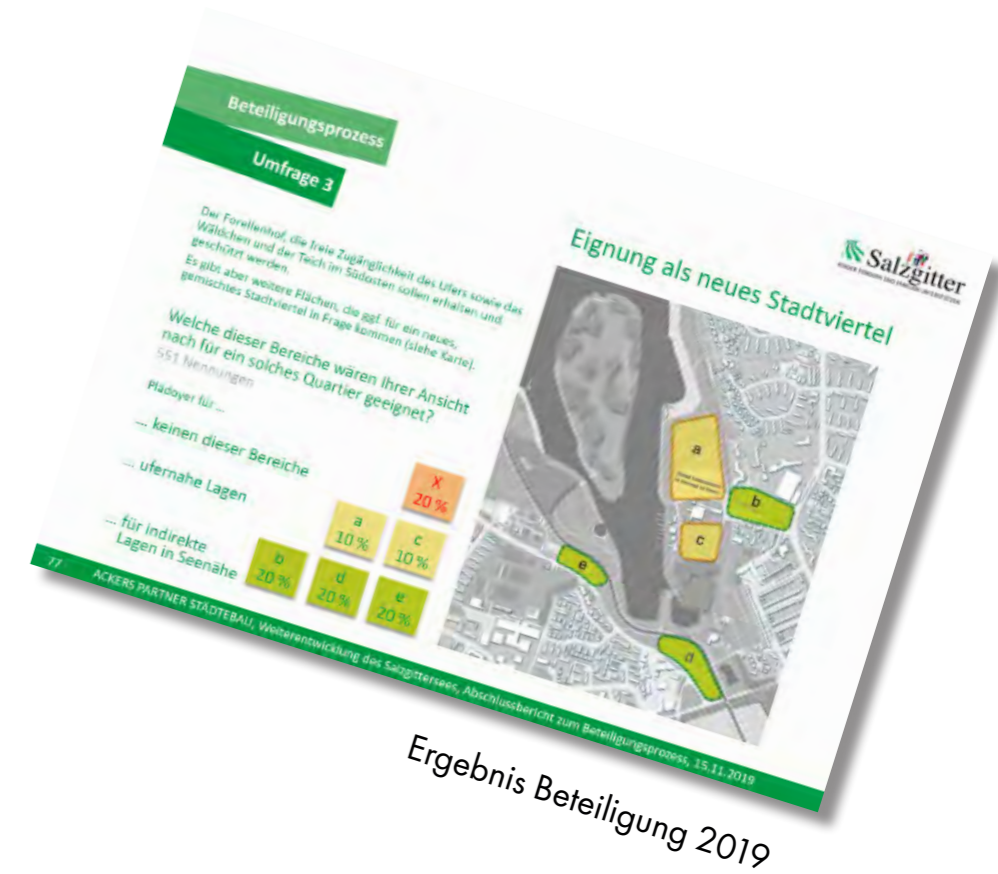 Beteiligungsprozess
Umfrage 3
Der Forellenhof, die freie Zugänglichkeit des Ufers sowie das
Wäldchen und der Teich im Südosten sollen erhalten und
geschützt werden.
Es gibt aber weitere Flächen, die ggf. für ein neues,
gemischtes Stadtviertel in Frage kommen (siehe Karte).
Welche dieser Bereiche wären Ihrer Ansicht
nach für ein solches Quartier geeignet?
551 Nennungen
Plädoyer für ...
... keinen dieser Bereiche
X
20 %
... ufernahe Lagen
a
10 %
c
10 %
... für indirekte
Lagen in Seenähe
b
20 %
d
20 %
e
20 %
Salzgitter
Eignung als neues Stadtviertel
a
b
c
e
d
77 ACKERS PARTNER STÄDTEBAU, Weiterentwicklung des Salzgittersees, Abschlussbericht zum Beteiligungsprozess, 15.11.2019
Ergebnis Beteiligung 2019